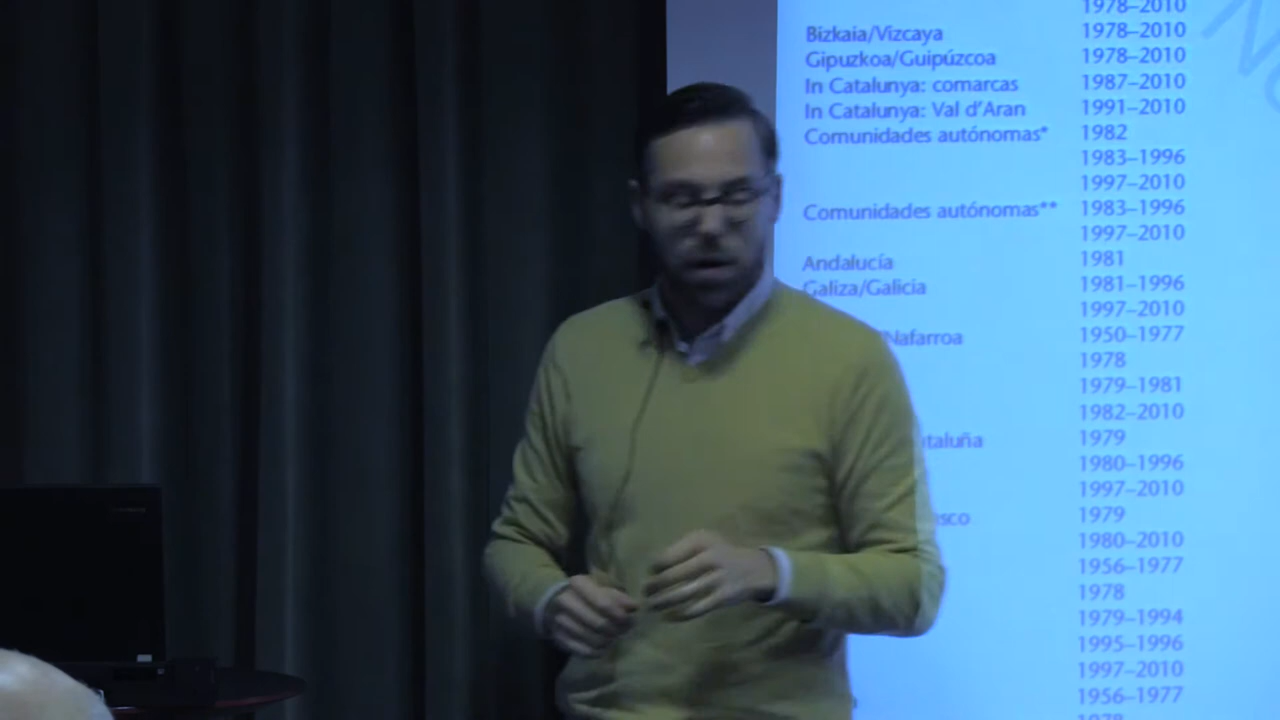 1978–2010
Bizkaia/Vizcaya 1978–2010
Gipuzkoa/Guipúzcoa 1978–2010
In Catalunya: comarcas 1987–2010
In Catalunya: Val d'Aran 1991–2010
Comunidades autónomas* 1982
1983–1996
1997–2010
Comunidades autónomas** 1983–1996
1997–2010
Andalucía 1981
Galiza/Galicia 1981–1996
1997–2010
/Nafarroa 1950–1977
1978
1979–1981
1982–2010
taluña 1979
1980–1996
1997–2010
sco 1979
1980–2010
1956–1977
1978
1979–1994
1995–1996
1997–2010
1956–1977
1978